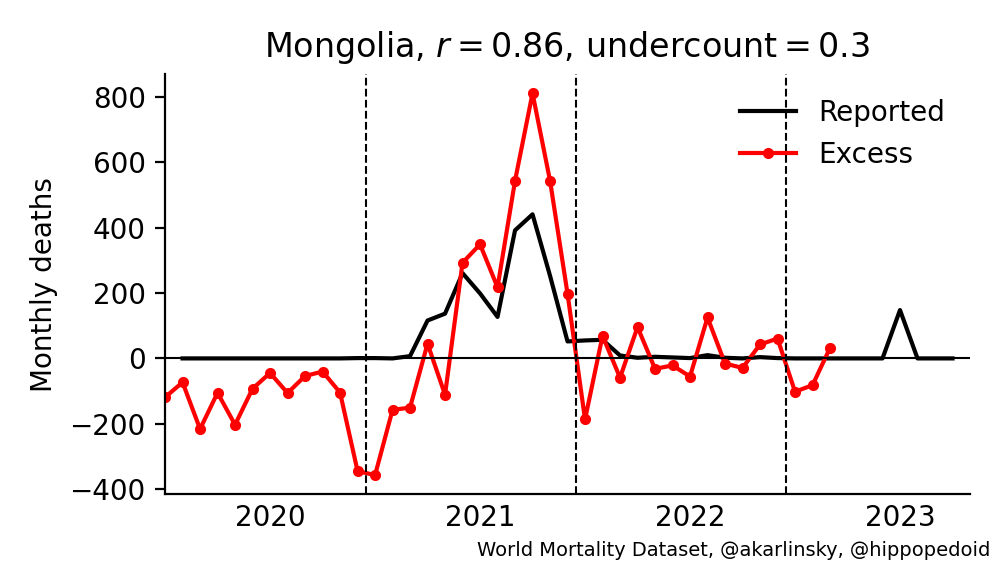 Mongolia, r = 0.86, undercount = 0.3
Monthly deaths
800
600
400
200
0
−200
−400
Reported
Excess
2020 2021 2022 2023
World Mortality Dataset, @akarlinsky, @hippopedoid